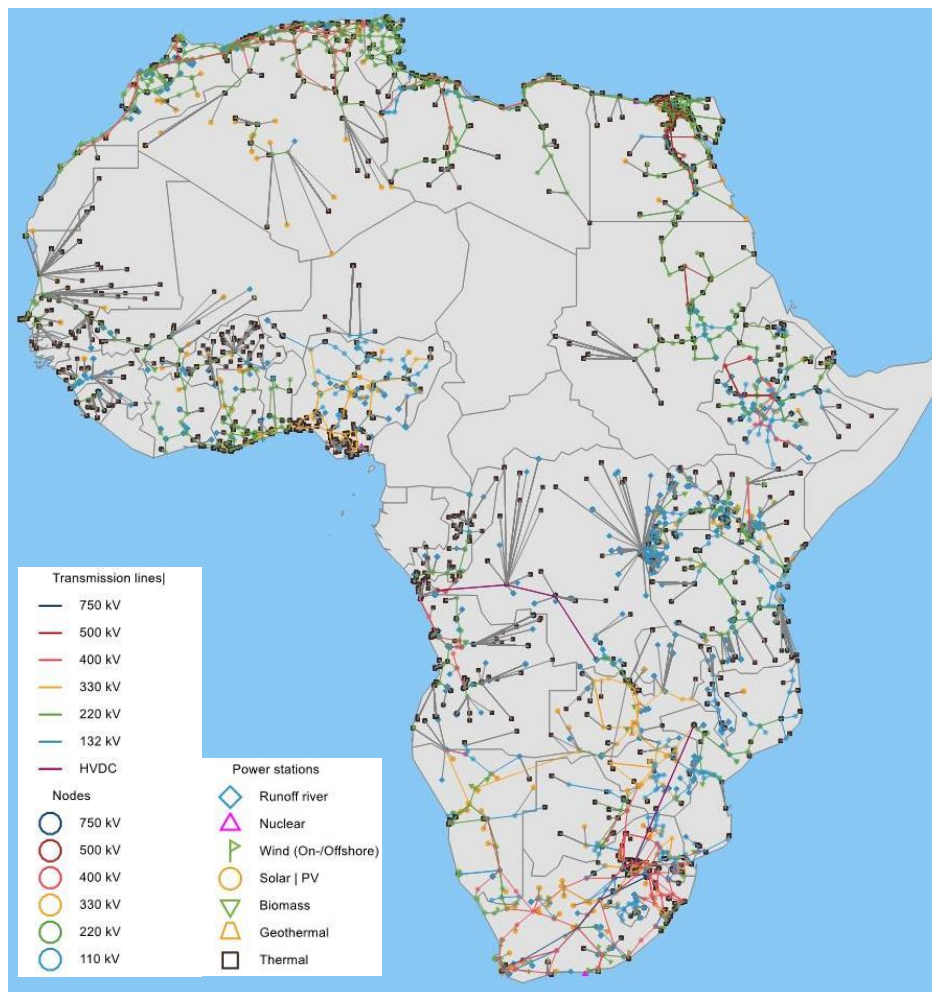 Transmission lines|
750 kV
500 kV
400 kV
330 kV
220 kV
132 kV
HVDC
Nodes
750 kV
500 kV
400 kV
330 kV
220 kV
110 kV
Power stations
Runoff river
Nuclear
Wind (On-/Offshore)
Solar | PV
Biomass
Geothermal
Thermal